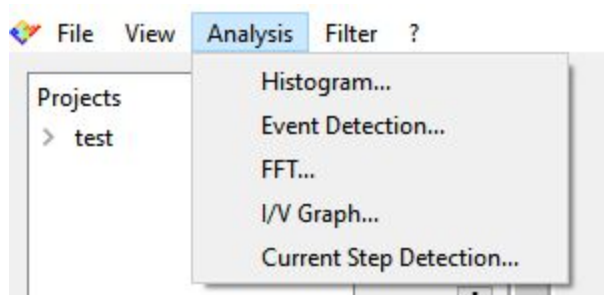 File View Analysis Filter ?
Projects
test
Histogram...
Event Detection...
FFT...
I/V Graph...
Current Step Detection...